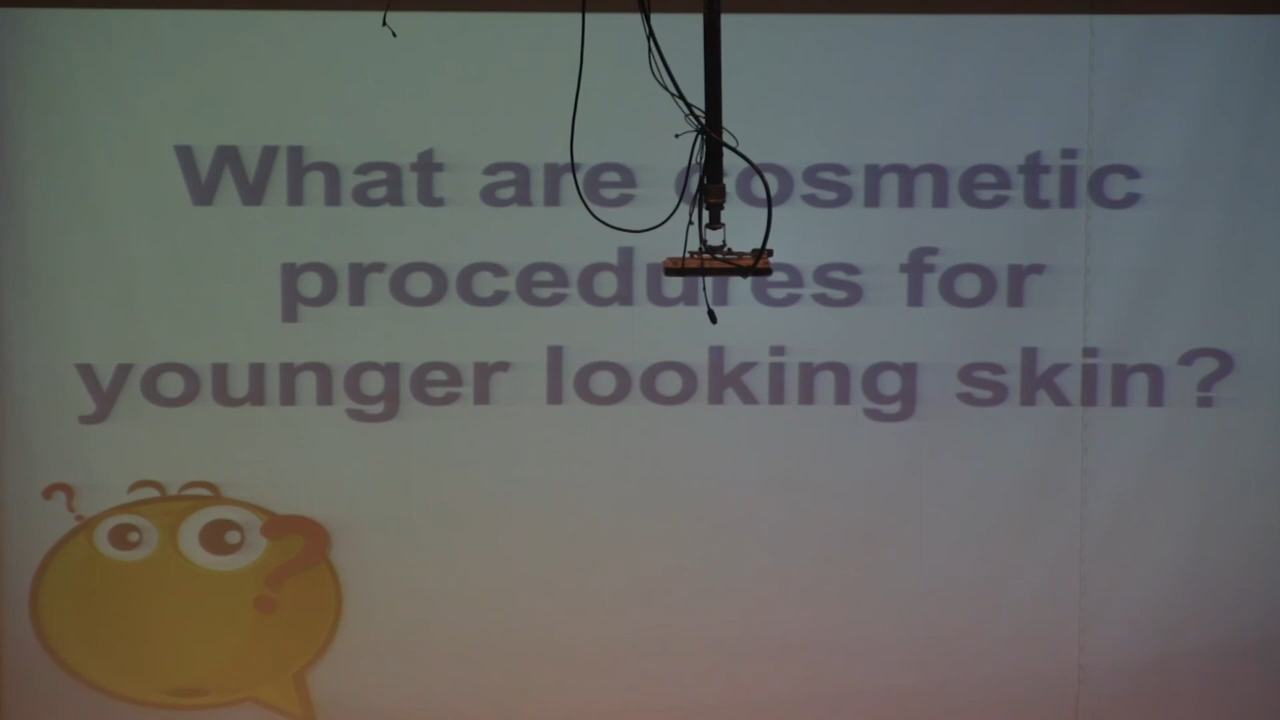 What are cosmetic
procedures for
younger looking skin?
?
?